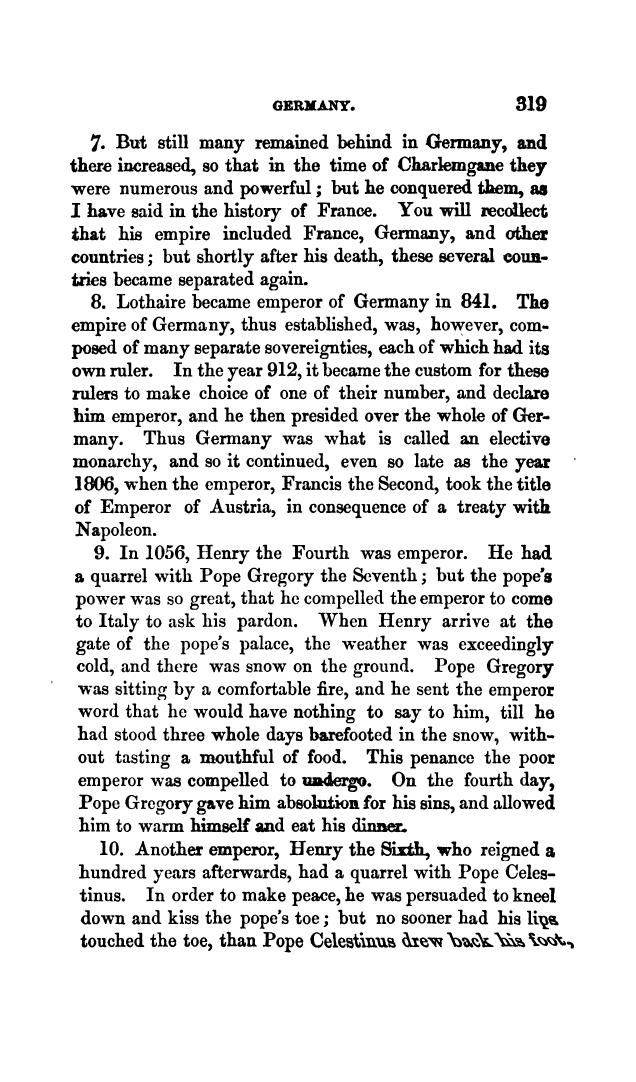 GERMANY. 319
7. But still many remained behind in Germany, and
there increased, so that in the time of Charlemgane they
were numerous and powerful; but he conquered them, as
I have said in the history of France. You will recollect
that his empire included France, Germany, and other
countries; but shortly after his death, these several coun-
tries became separated again.
8. Lothaire became emperor of Germany in 841. The
empire of Germany, thus established, was, however, com-
posed of many separate sovereignties, each of which had its
own ruler. In the year 912, it became the custom for these
rulers to make choice of one of their number, and declare
him emperor, and he then presided over the whole of Ger-
many. Thus Germany was what is called an elective
monarchy, and so it continued, even so late as the year
1806, when the emperor, Francis the Second, took the title
of Emperor of Austria, in consequence of a treaty with
Napoleon.
9. In 1056, Henry the Fourth was emperor. He had
a quarrel with Pope Gregory the Seventh; but the pope's
power was so great, that he compelled the emperor to come
to Italy to ask his pardon. When Henry arrive at the
gate of the pope's palace, the weather was exceedingly
cold, and there was snow on the ground. Pope Gregory
was sitting by a comfortable fire, and he sent the emperor
word that he would have nothing to say to him, till he
had stood three whole days barefooted in the snow, with-
out tasting a mouthful of food. This penance the poor
emperor was compelled to undergo. On the fourth day,
Pope Gregory gave him absolution for his sins, and allowed
him to warm himself and eat his dinner.
10. Another emperor, Henry the Sixth, who reigned a
hundred years afterwards, had a quarrel with Pope Celes-
tinus. In order to make peace, he was persuaded to kneel
down and kiss the pope's toe; but no sooner had his lips
touched the toe, than Pope Celestinus drew back his foot,